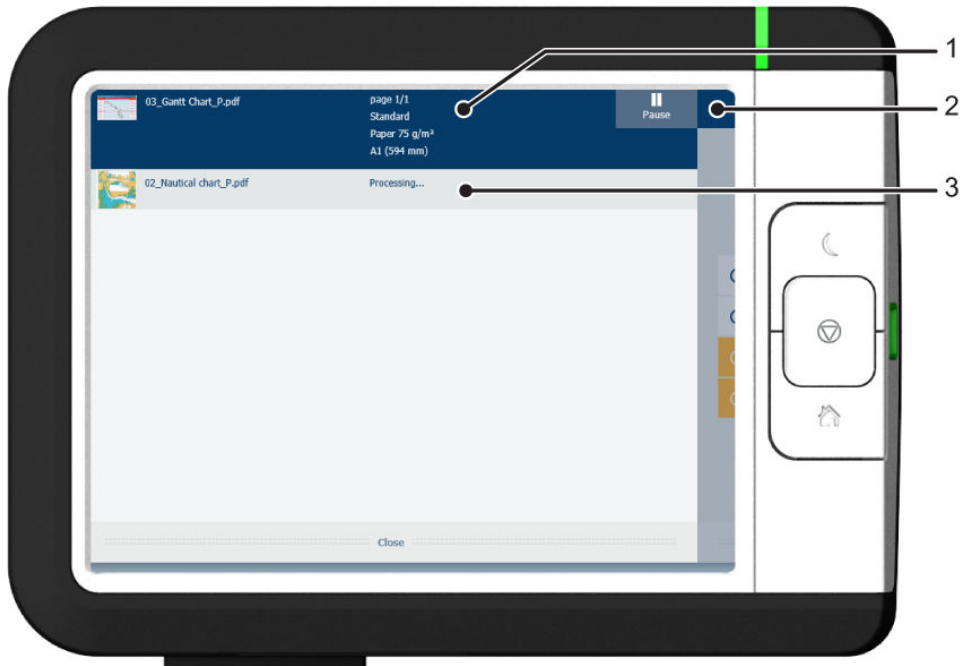 03_Gantt Chart_P.pdf
page 1/1
Standard
Paper 75 g/m²
A1 (594 mm)
Pause
02_Nautical chart_P.pdf
Processing...
Close
1
2
3